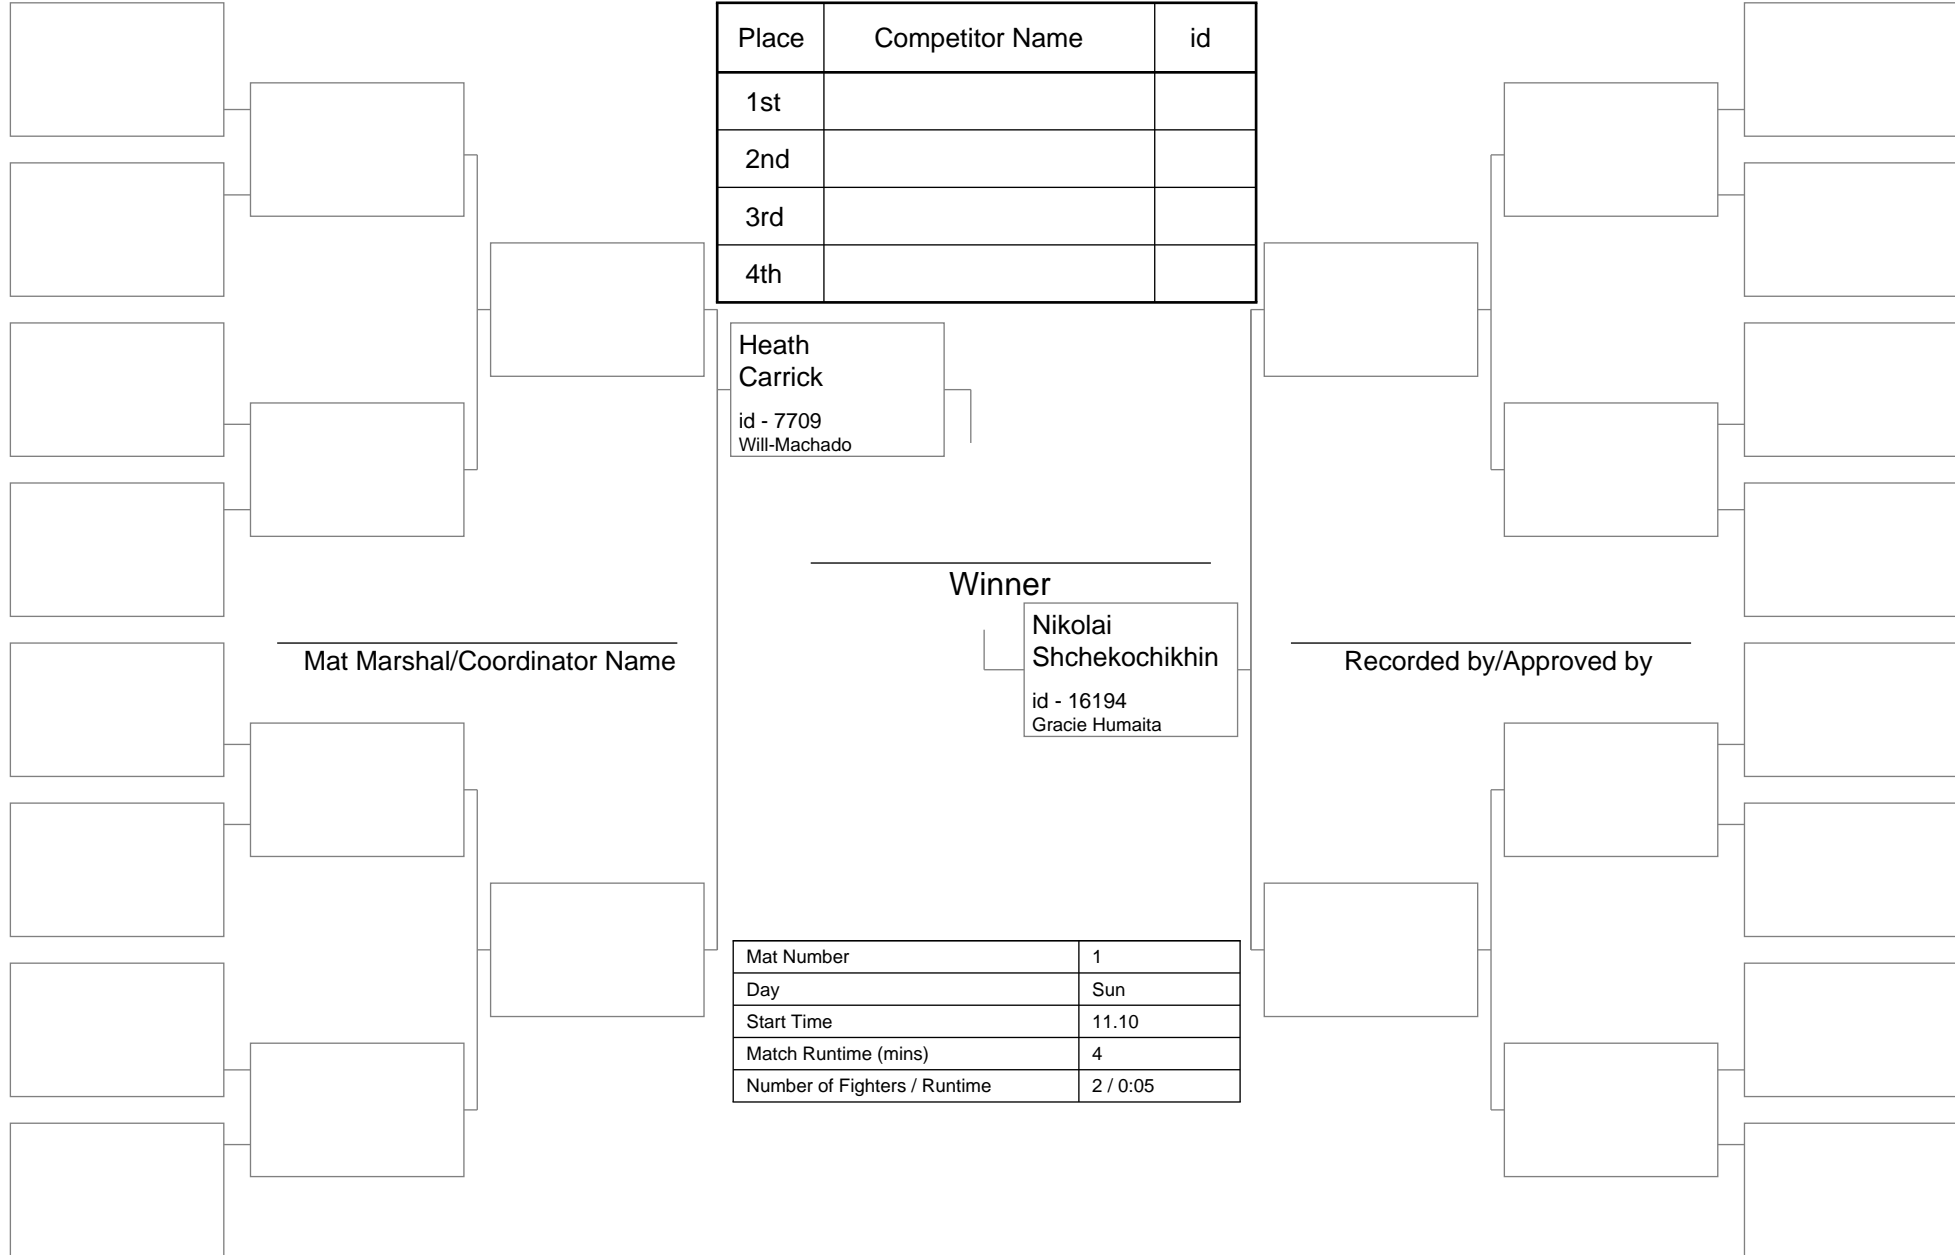 Place Competitor Name id
1st
2nd
3rd
4th
Heath
Carrick
id - 7709
Will-Machado
Winner
Nikolai
Shchekochikhin
id - 16194
Gracie Humaita
Mat Marshal/Coordinator Name
Recorded by/Approved by
Mat Number 1
Day Sun
Start Time 11.10
Match Runtime (mins) 4
Number of Fighters / Runtime 2 / 0:05